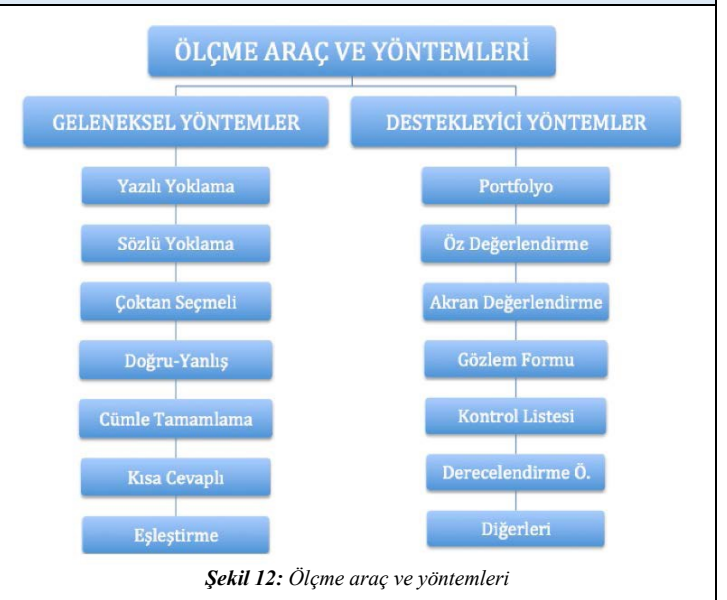 ÖLÇME ARAÇ VE YÖNTEMLERİ
GELENEKSEL YÖNTEMLER
Yazılı Yoklama
Sözlü Yoklama
Çoktan Seçmeli
Doğru-Yanlış
Cümle Tamamlama
Kısa Cevaplı
Eşleştirme
DESTEKLEYİCİ YÖNTEMLER
Portfolyo
Öz Değerlendirme
Akran Değerlendirme
Gözlem Formu
Kontrol Listesi
Derecelendirme Ö.
Diğerleri
Şekil 12: Ölçme araç ve yöntemleri